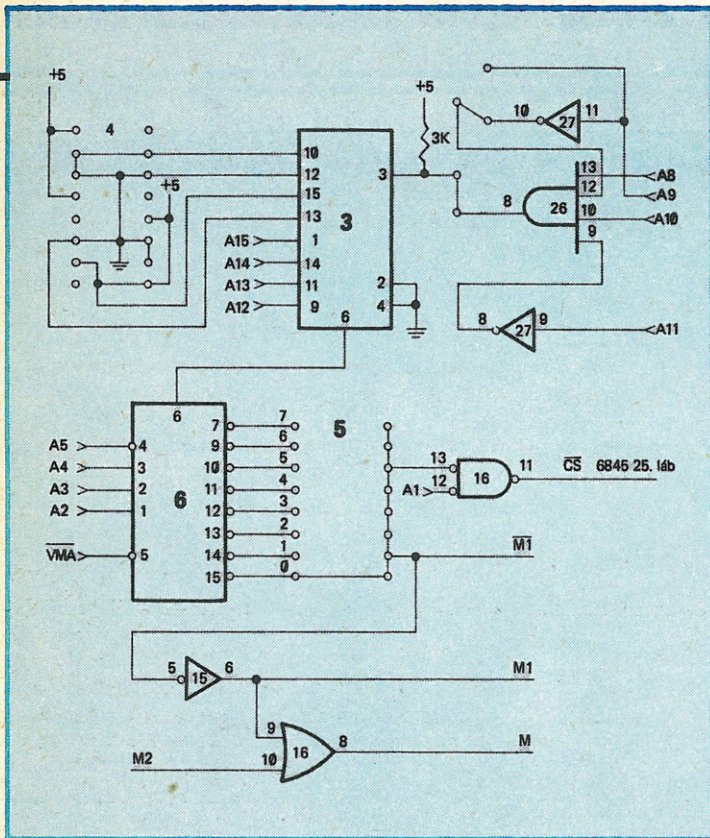 +5
4
+5
10
12
15
13
A15 1
A14 14
A13 11
A12 9
3
3
2
4
6
+5
3K
10 27 11
8 26
13 A8
12 A9
10 A10
9
8 27 9 A11
6
A5 4
A4 3
A3 2
A2 1
VMA 5
6
7 7
9 6
10 5
11 4
12 3
13 2
14 1
15 0
5
13
A1 12
16 11
CS 6845 25. láb
M1
5 15 6 M1
9
M2 10
16 8 M